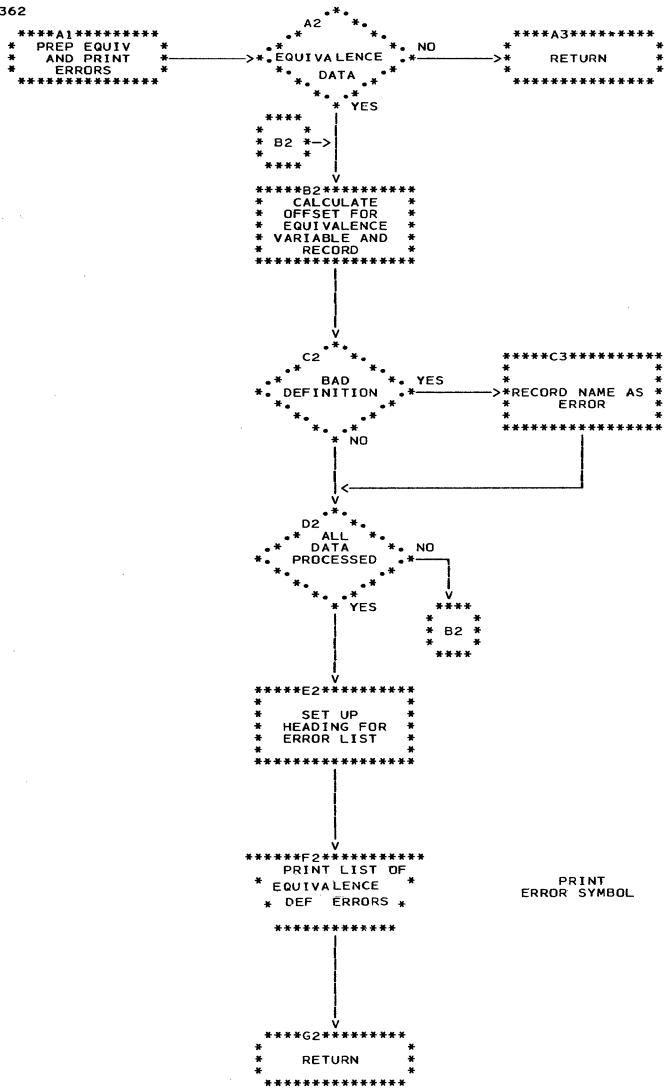 362
A1
PREP EQUIV
AND PRINT
ERRORS
A2
EQUIVALENCE
DATA
NO
A3
RETURN
YES
B2
B2
CALCULATE
OFFSET FOR
EQUIVALENCE
VARIABLE AND
RECORD
C2
BAD
DEFINITION
YES
C3
RECORD NAME AS
ERROR
NO
D2
ALL
DATA
PROCESSED
NO
B2
YES
E2
SET UP
HEADING FOR
ERROR LIST
F2
PRINT LIST OF
EQUIVALENCE
DEF ERRORS
PRINT
ERROR SYMBOL
G2
RETURN